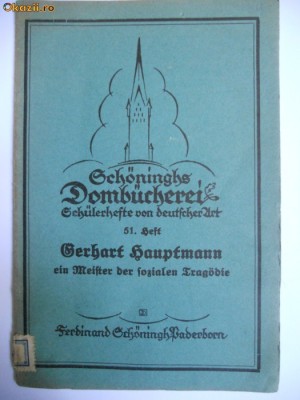 okazii.ro
Schöninghs
Dombücherei
Schülerhefte von deutscher Art
51. Heft
Gerhart Hauptmann
ein Meister der sozialen Tragödie
Ferdinand Schöningh Paderborn